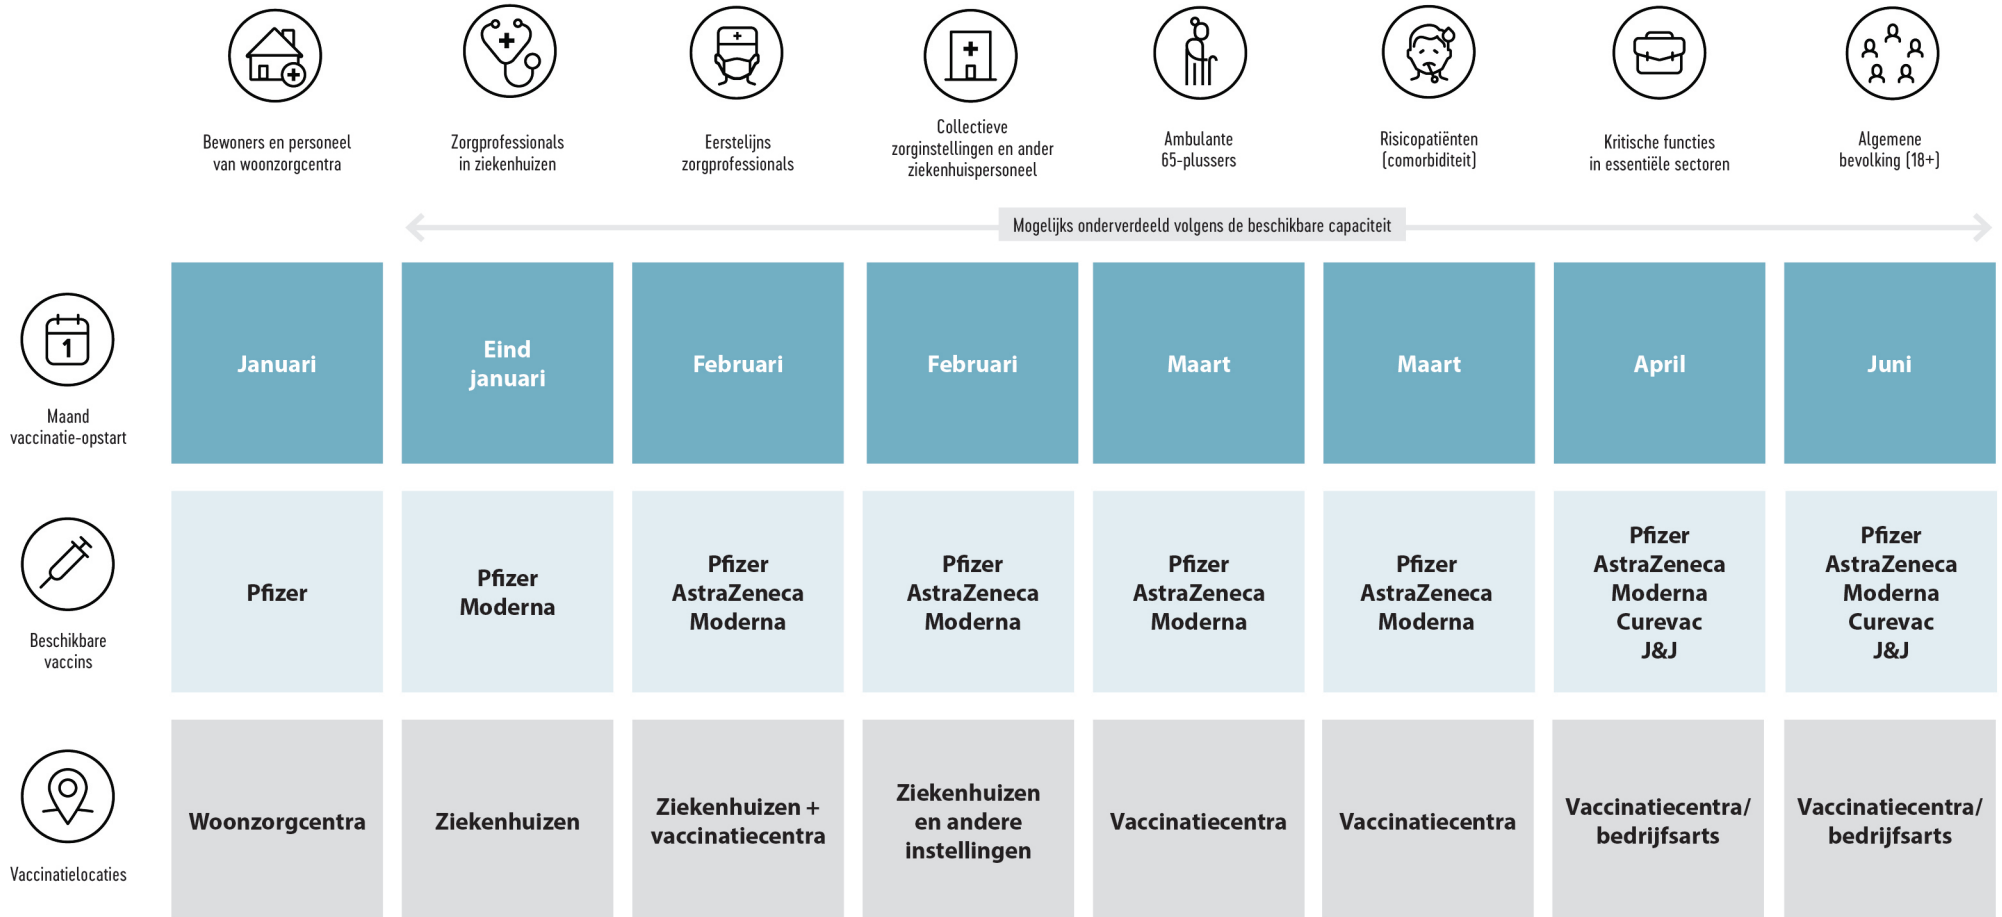 Bewoners en personeel
van woonzorgcentra
Zorgprofessionals
in ziekenhuizen
Eerstelijns
zorgprofessionals
Collectieve
zorginstellingen en ander
ziekenhuispersoneel
Ambulante
65-plussers
Risicopatiënten
(comorbiditeit)
Kritische functies
in essentiële sectoren
Algemene
bevolking (18+)
Mogelijks onderverdeeld volgens de beschikbare capaciteit
1
Maand
vaccinatie-opstart
Januari
Eind
januari
Februari
Februari
Maart
Maart
April
Juni
Beschikbare
vaccins
Pfizer
Pfizer
Moderna
Pfizer
AstraZeneca
Moderna
Pfizer
AstraZeneca
Moderna
Pfizer
AstraZeneca
Moderna
Pfizer
AstraZeneca
Moderna
Pfizer
AstraZeneca
Moderna
Curevac
J&J
Pfizer
AstraZeneca
Moderna
Curevac
J&J
Vaccinatielocaties
Woonzorgcentra
Ziekenhuizen
Ziekenhuizen +
vaccinatiecentra
Ziekenhuizen
en andere
instellingen
Vaccinatiecentra
Vaccinatiecentra
Vaccinatiecentra/
bedrijfsarts
Vaccinatiecentra/
bedrijfsarts